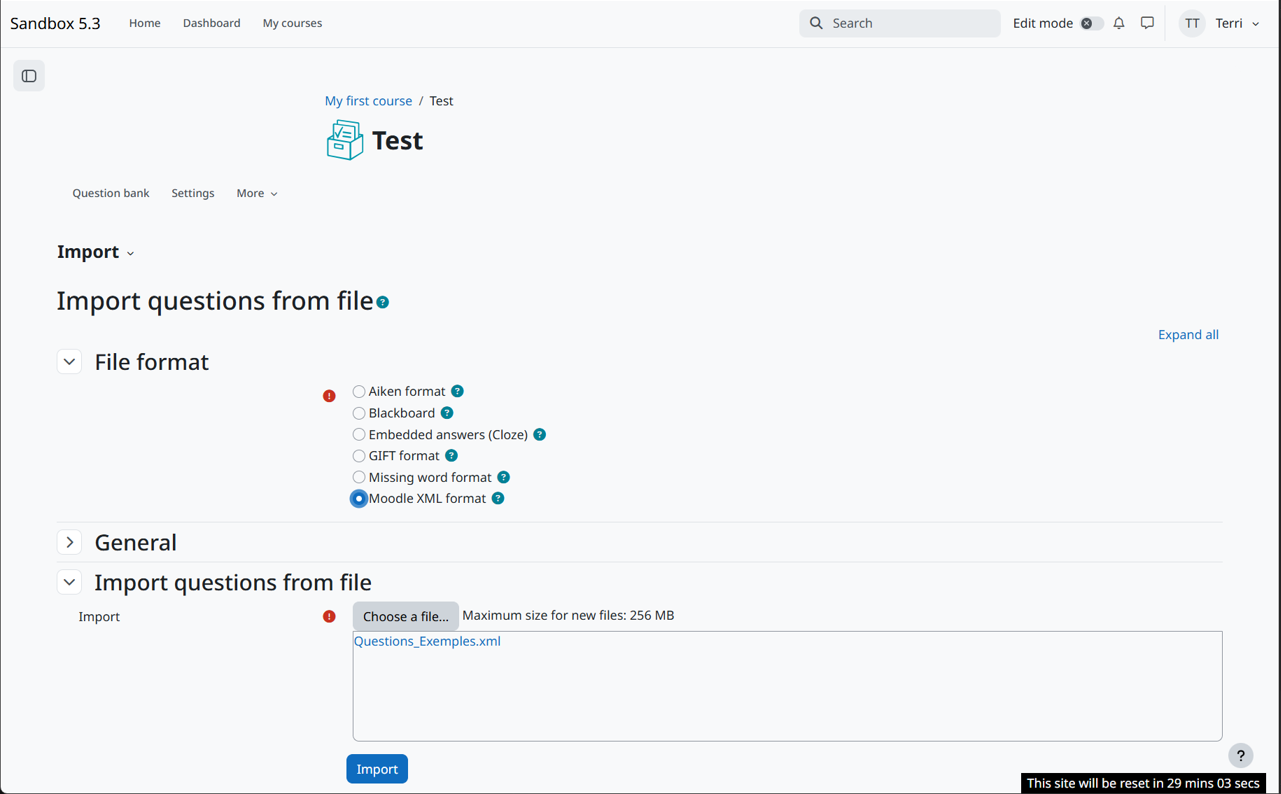 Sandbox 5.3 Home Dashboard My courses Search Edit mode TT Terri
My first course / Test
Test
Question bank Settings More
Import
Import questions from file ?
Expand all
File format
! Aiken format ?
Blackboard ?
Embedded answers (Cloze) ?
GIFT format ?
Missing word format ?
Moodle XML format ?
General
Import questions from file
Import ! Choose a file... Maximum size for new files: 256 MB
Questions_Exemples.xml
Import
?
This site will be reset in 29 mins 03 secs